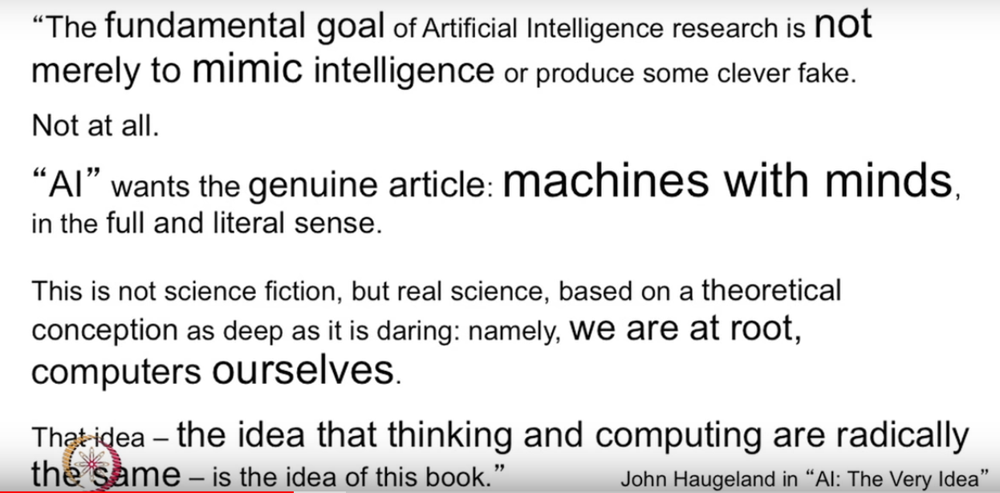 “The fundamental goal of Artificial Intelligence research is not
merely to mimic intelligence or produce some clever fake.
Not at all.
“AI” wants the genuine article: machines with minds,
in the full and literal sense.
This is not science fiction, but real science, based on a theoretical
conception as deep as it is daring: namely, we are at root,
computers ourselves.
That idea – the idea that thinking and computing are radically
the same – is the idea of this book.”
John Haugeland in “AI: The Very Idea”